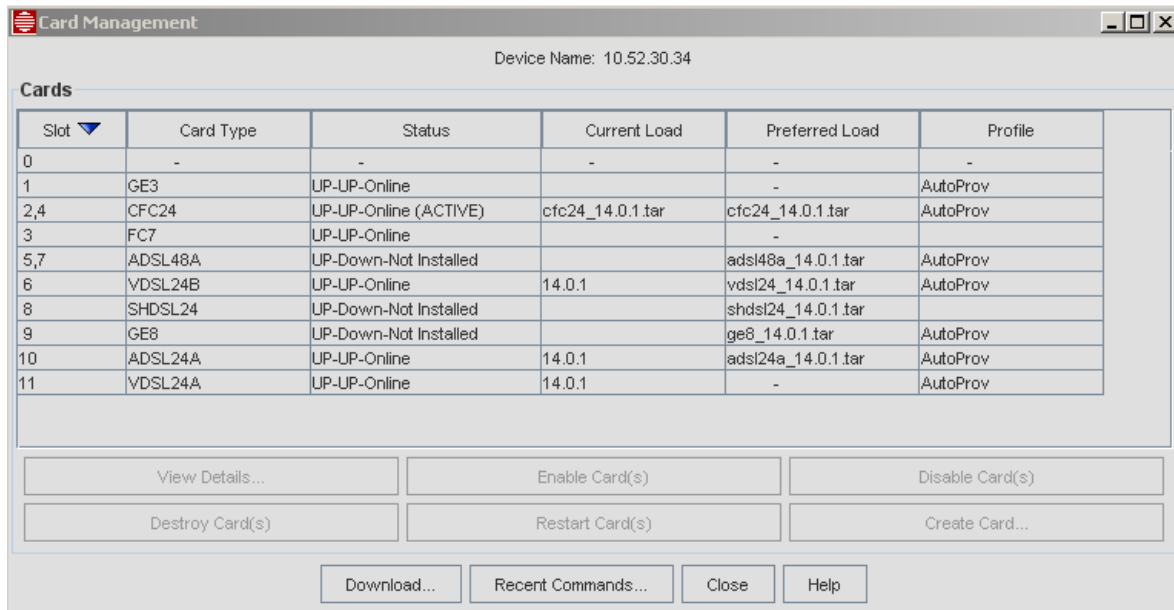 Card Management
Device Name: 10.52.30.34
Cards
Slot Card Type Status Current Load Preferred Load Profile
0 - - - - -
1 GE3 UP-UP-Online - AutoProv
2,4 CFC24 UP-UP-Online (ACTIVE) cfc24_14.0.1.tar cfc24_14.0.1.tar AutoProv
3 FC7 UP-UP-Online -
5,7 ADSL48A UP-Down-Not Installed adsl48a_14.0.1.tar AutoProv
6 VDSL24B UP-UP-Online 14.0.1 vdsl24_14.0.1.tar AutoProv
8 SHDSL24 UP-Down-Not Installed shdsl24_14.0.1.tar
9 GE8 UP-Down-Not Installed ge8_14.0.1.tar AutoProv
10 ADSL24A UP-UP-Online 14.0.1 adsl24a_14.0.1.tar AutoProv
11 VDSL24A UP-UP-Online 14.0.1 - AutoProv
View Details... Enable Card(s) Disable Card(s)
Destroy Card(s) Restart Card(s) Create Card...
Download... Recent Commands... Close Help